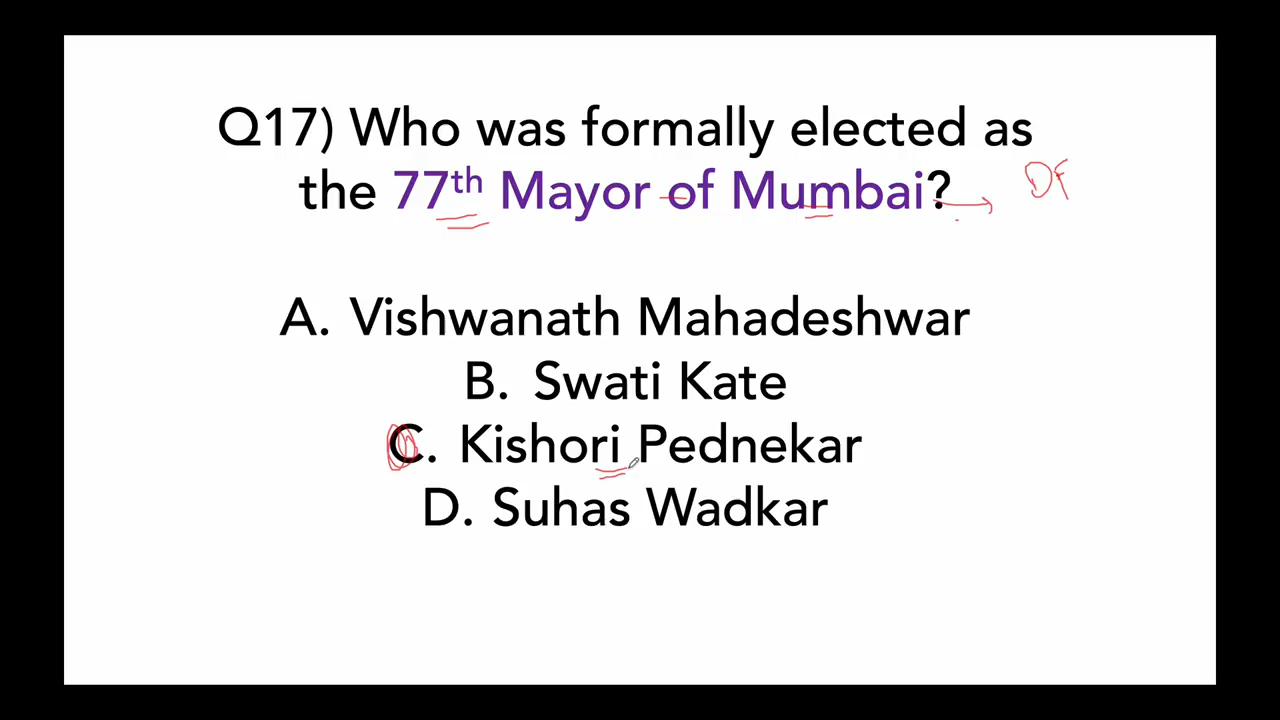 Q17) Who was formally elected as
the 77th Mayor of Mumbai?
A. Vishwanath Mahadeshwar
B. Swati Kate
C. Kishori Pednekar
D. Suhas Wadkar